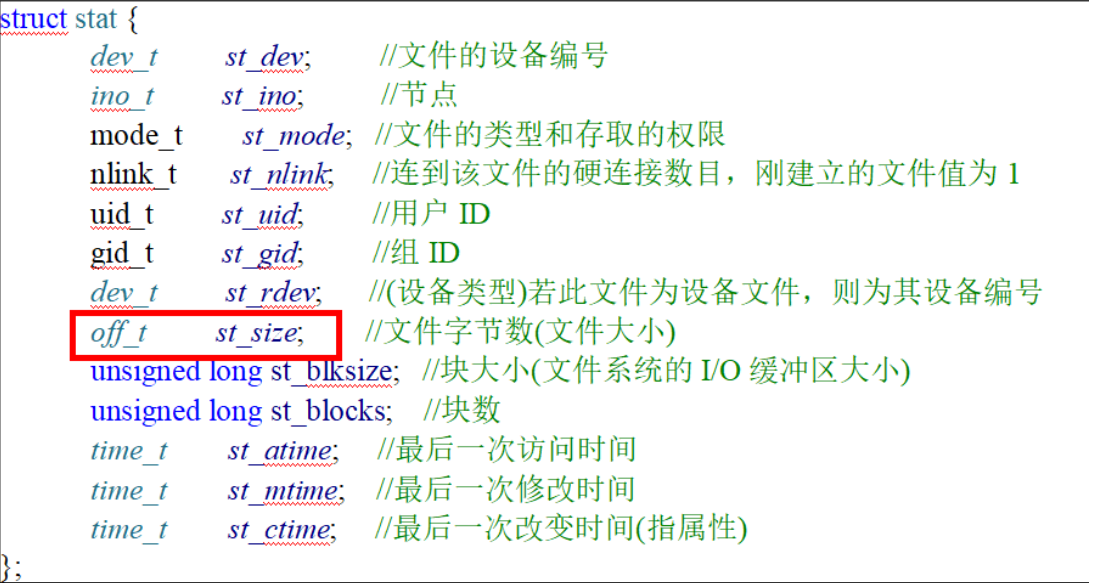 struct stat {
dev_t st_dev; //文件的设备编号
ino_t st_ino; //节点
mode_t st_mode; //文件的类型和存取的权限
nlink_t st_nlink; //连到该文件的硬连接数目，刚建立的文件值为 1
uid_t st_uid; //用户 ID
gid_t st_gid; //组 ID
dev_t st_rdev; //(设备类型)若此文件为设备文件，则为其设备编号
off_t st_size; //文件字节数(文件大小)
unsigned long st_blksize; //块大小(文件系统的 I/O 缓冲区大小)
unsigned long st_blocks; //块数
time_t st_atime; //最后一次访问时间
time_t st_mtime; //最后一次修改时间
time_t st_ctime; //最后一次改变时间(指属性)
};